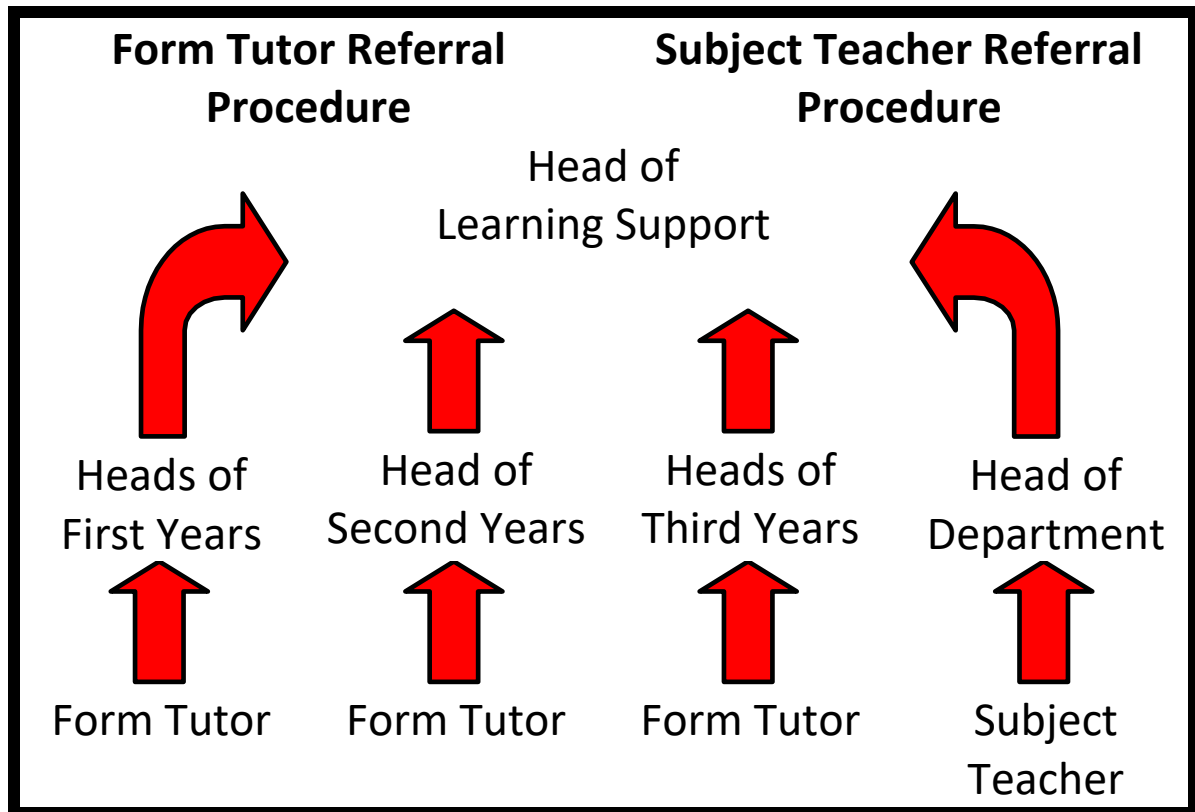 Form Tutor Referral
Procedure
Subject Teacher Referral
Procedure
Head of
Learning Support
Heads of
First Years
Head of
Second Years
Heads of
Third Years
Head of
Department
Form Tutor
Form Tutor
Form Tutor
Subject
Teacher